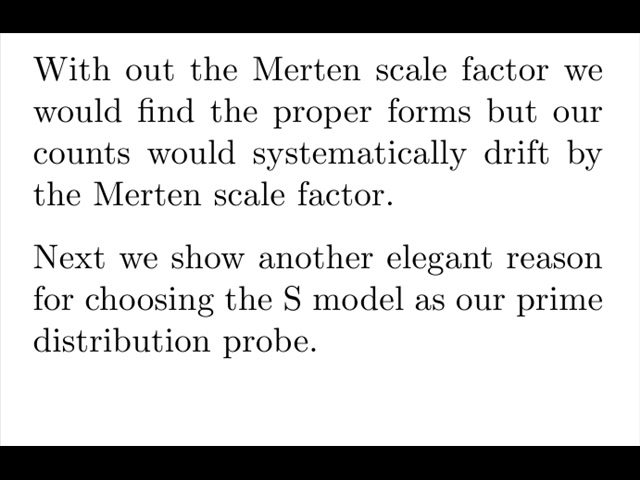 With out the Merten scale factor we
would find the proper forms but our
counts would systematically drift by
the Merten scale factor.
Next we show another elegant reason
for choosing the S model as our prime
distribution probe.